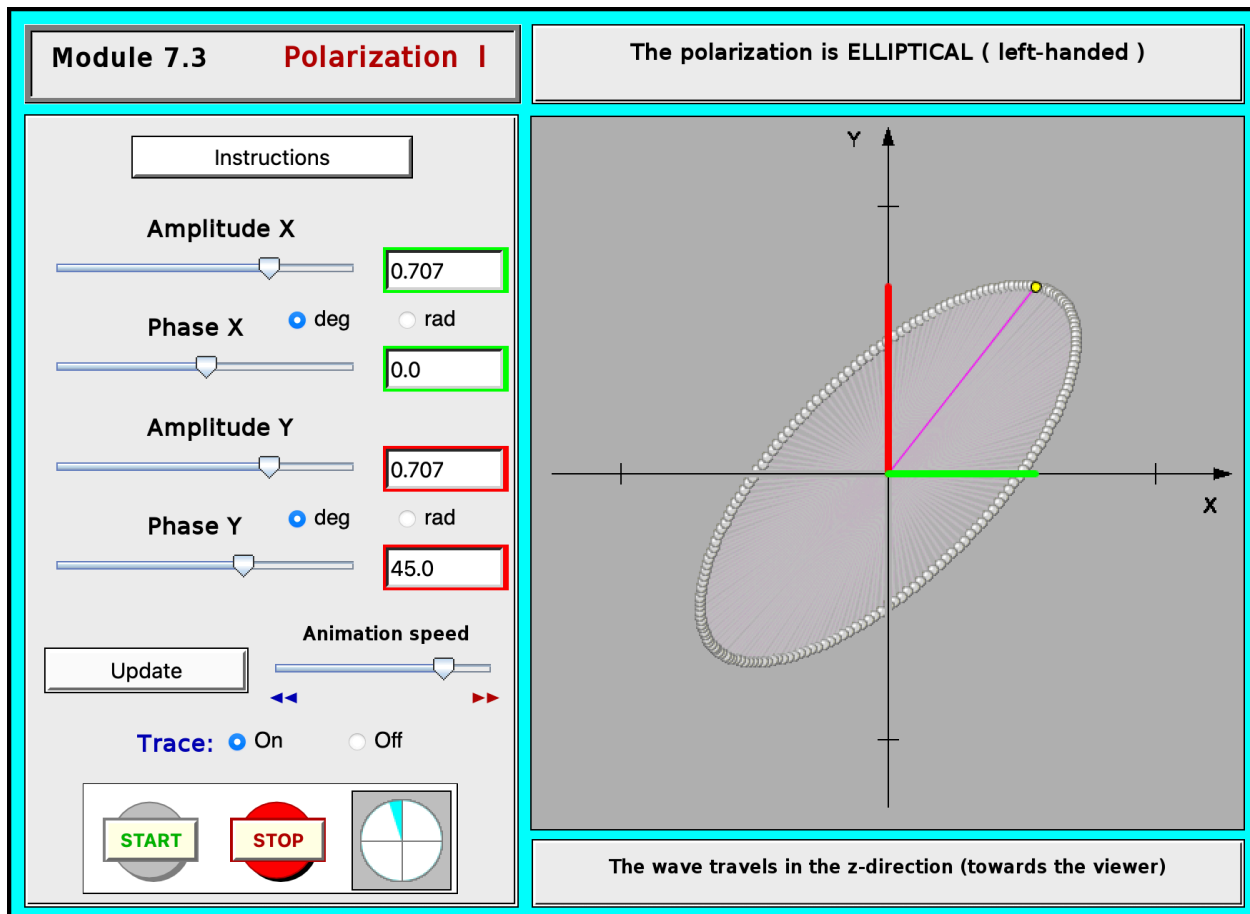 Module 7.3 Polarization I
The polarization is ELLIPTICAL ( left-handed )
Instructions
Amplitude X
0.707
Phase X deg rad
0.0
Amplitude Y
0.707
Phase Y deg rad
45.0
Animation speed
Update
Trace: On Off
START STOP
Y
X
The wave travels in the z-direction (towards the viewer)